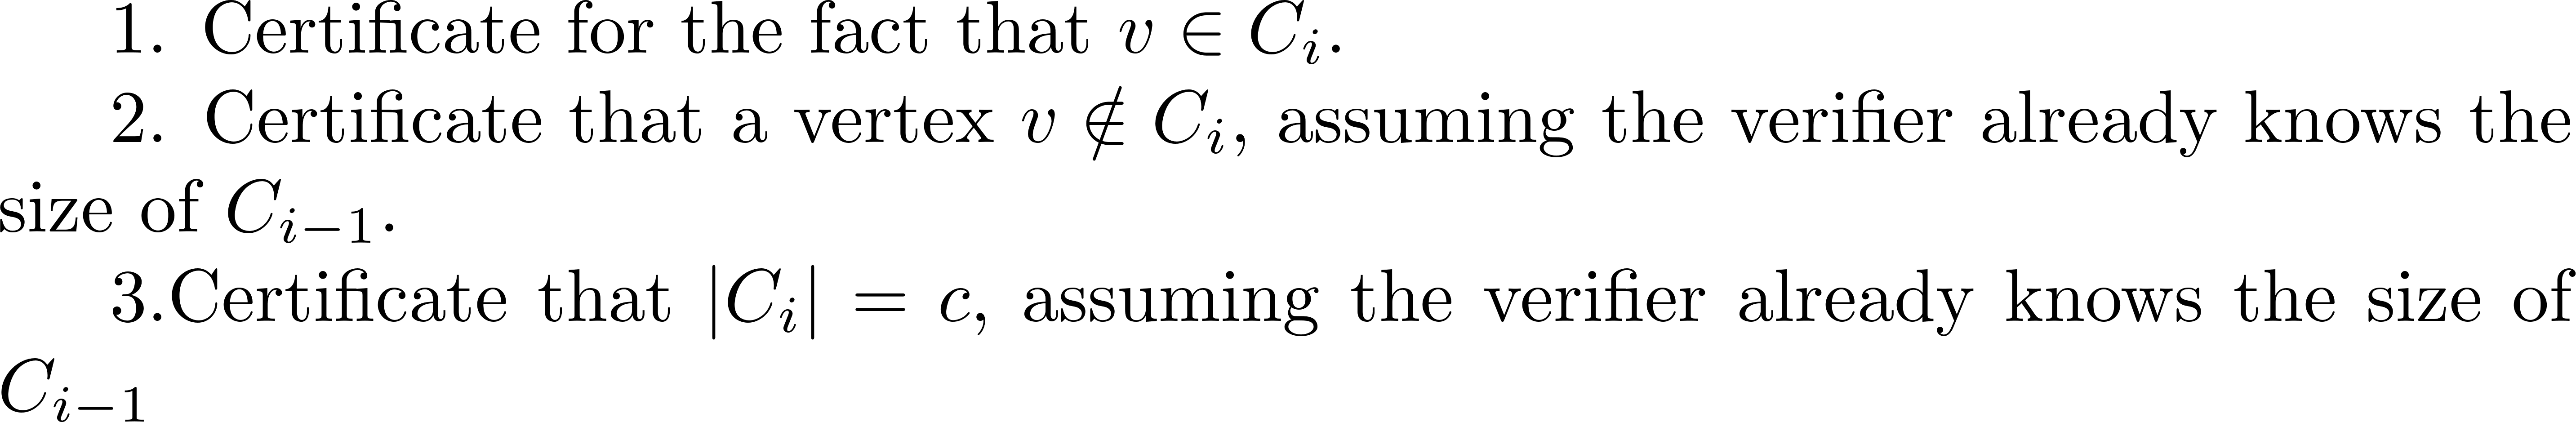 1. Certificate for the fact that $v \in C_i$.
2. Certificate that a vertex $v \notin C_i$, assuming the verifier already knows the
size of $C_{i-1}$.
3.Certificate that $|C_i| = c$, assuming the verifier already knows the size of
$C_{i-1}$